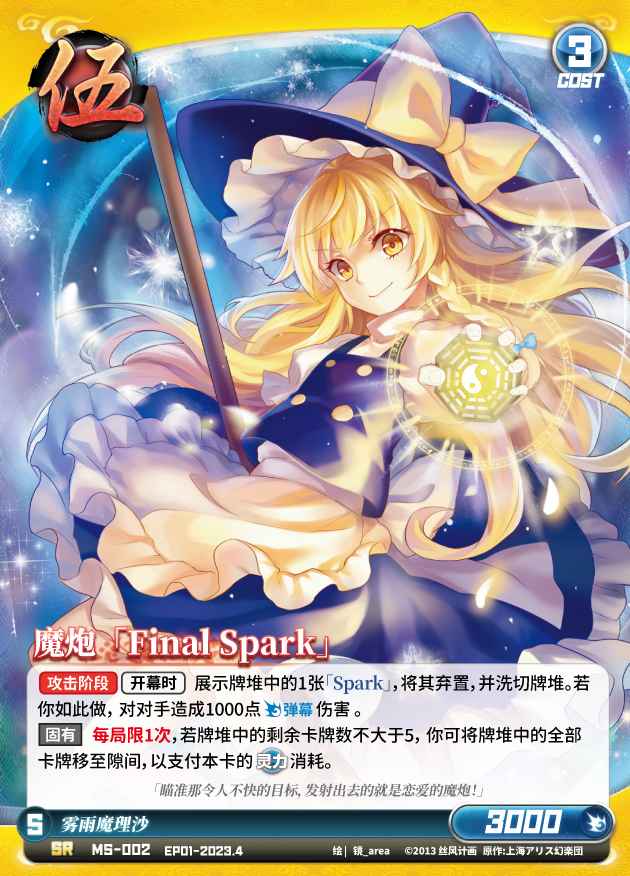 伍
3
COST
魔炮「Final Spark」
攻击阶段 开幕时 展示牌堆中的1张「Spark」,将其弃置,并洗切牌堆。若
你如此做,对对手造成1000点弹幕伤害。
固有 每局限1次,若牌堆中的剩余卡牌数不大于5,你可将牌堆中的全部
卡牌移至隙间,以支付本卡的灵力消耗。
「瞄准那令人不快的目标,发射出去的就是恋爱的魔炮!」
S 雾雨魔理沙 3000
SR MS-002 EP01-2023.4 绘| 镜_area ©2013 丝风计画 原作:上海アリス幻楽団